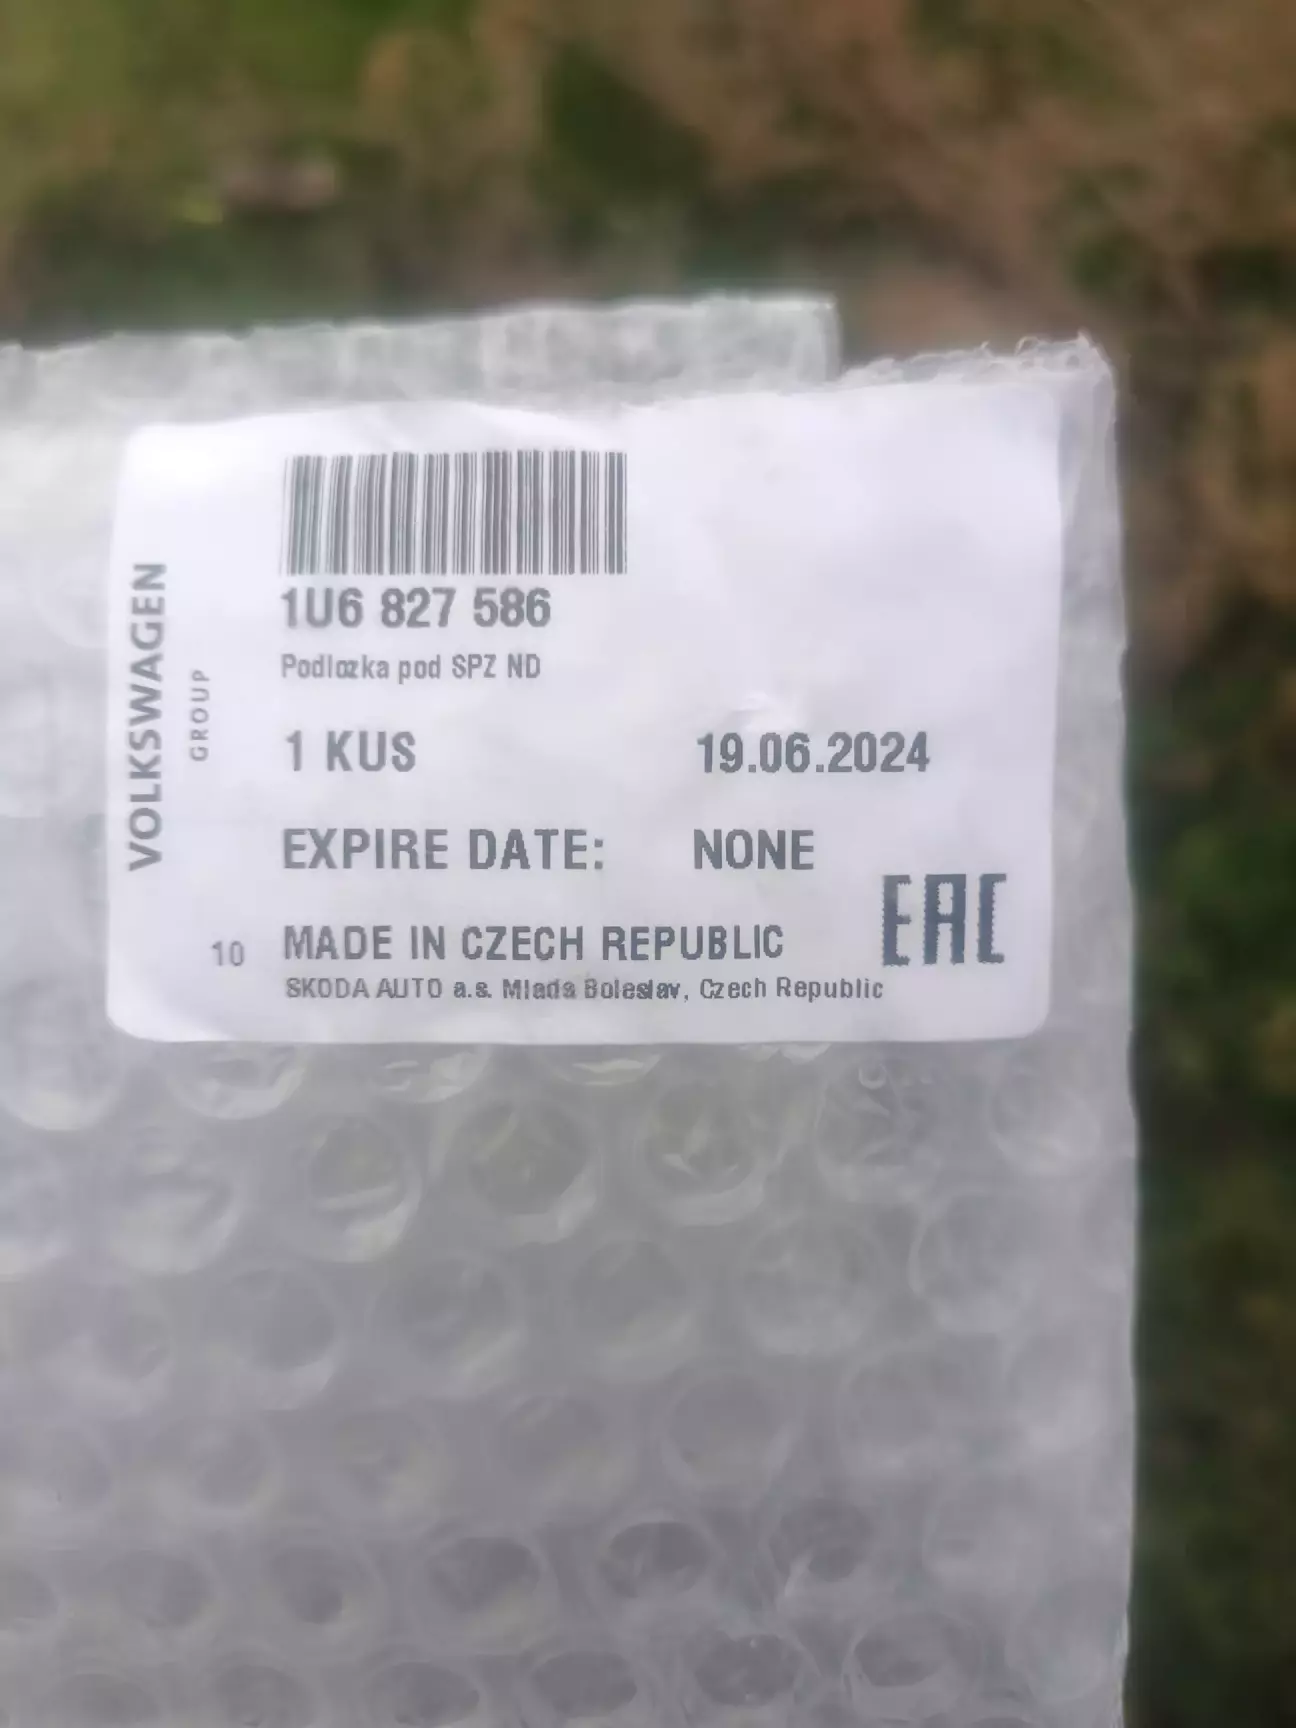 VOLKSWAGEN
GROUP
1U6 827 586
Podlozka pod SPZ ND
1 KUS 19.06.2024
EXPIRE DATE: NONE
EAC
10 MADE IN CZECH REPUBLIC
SKODA AUTO a.s. Mlada Boleslav, Czech Republic